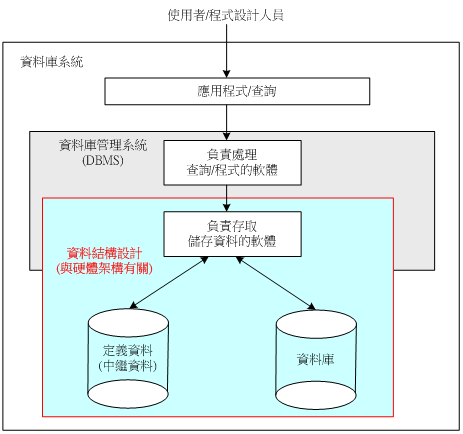 使用者/程式設計人員
資料庫系統
應用程式/查詢
資料庫管理系統
(DBMS)
負責處理
查詢/程式的軟體
負責存取
儲存資料的軟體
資料結構設計
(與硬體架構有關)
定義資料
(中繼資料)
資料庫